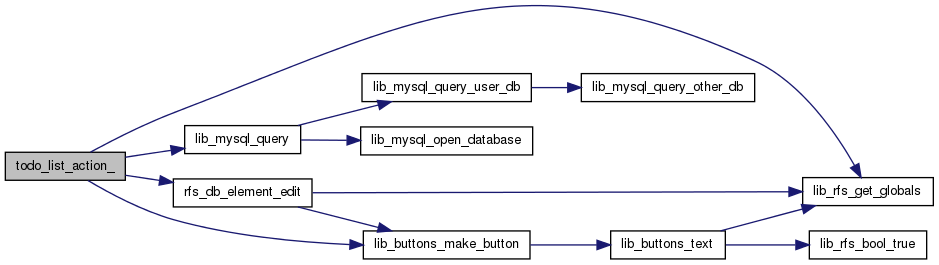 lib_mysql_query_user_db
lib_mysql_query_other_db
lib_mysql_query
lib_mysql_open_database
todo_list_action_
rfs_db_element_edit
lib_rfs_get_globals
lib_buttons_make_button
lib_buttons_text
lib_rfs_bool_true